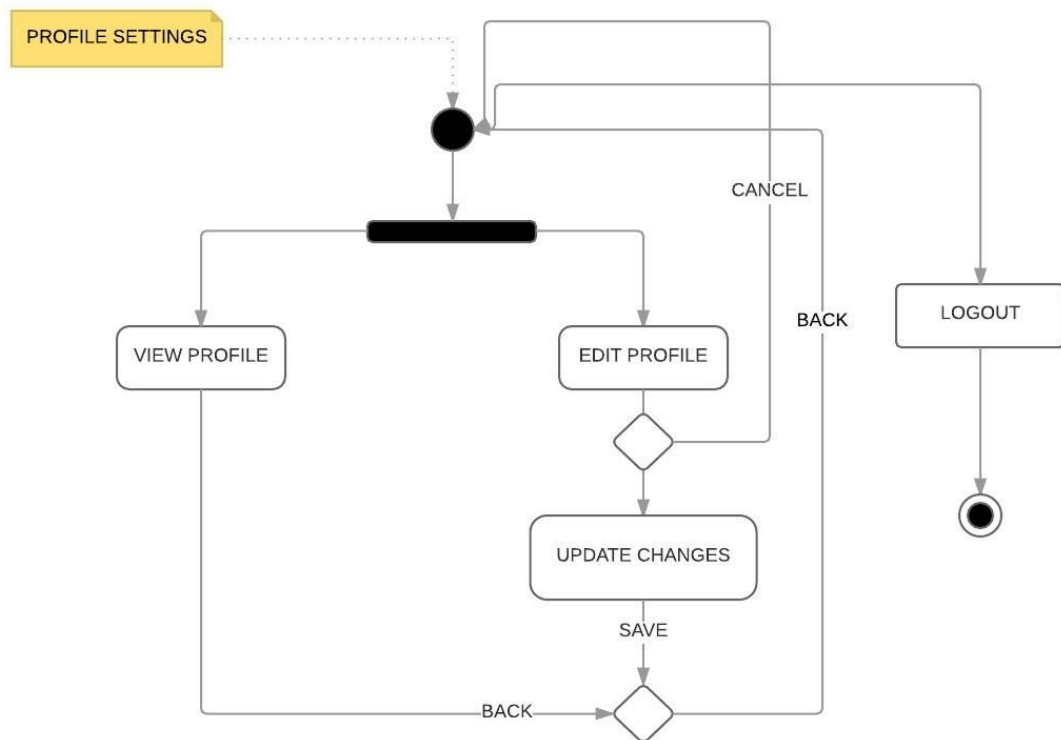 PROFILE SETTINGS
CANCEL
LOGOUT
BACK
VIEW PROFILE
EDIT PROFILE
UPDATE CHANGES
SAVE
BACK